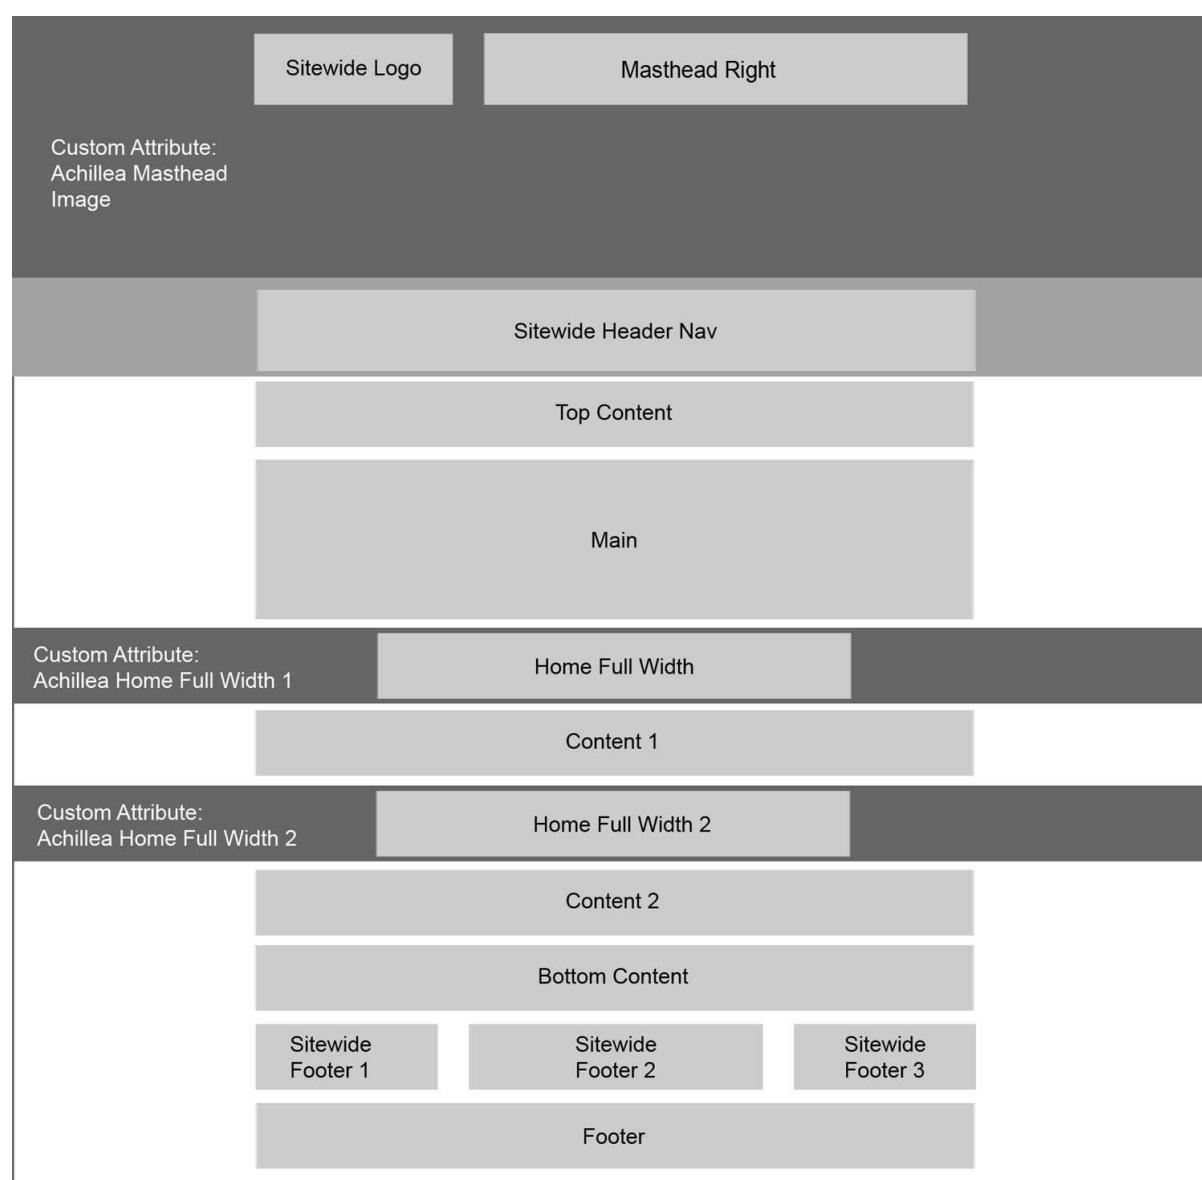 Sitewide Logo
Masthead Right
Custom Attribute:
Achillea Masthead
Image
Sitewide Header Nav
Top Content
Main
Custom Attribute:
Achillea Home Full Width 1
Home Full Width
Content 1
Custom Attribute:
Achillea Home Full Width 2
Home Full Width 2
Content 2
Bottom Content
Sitewide
Footer 1
Sitewide
Footer 2
Sitewide
Footer 3
Footer